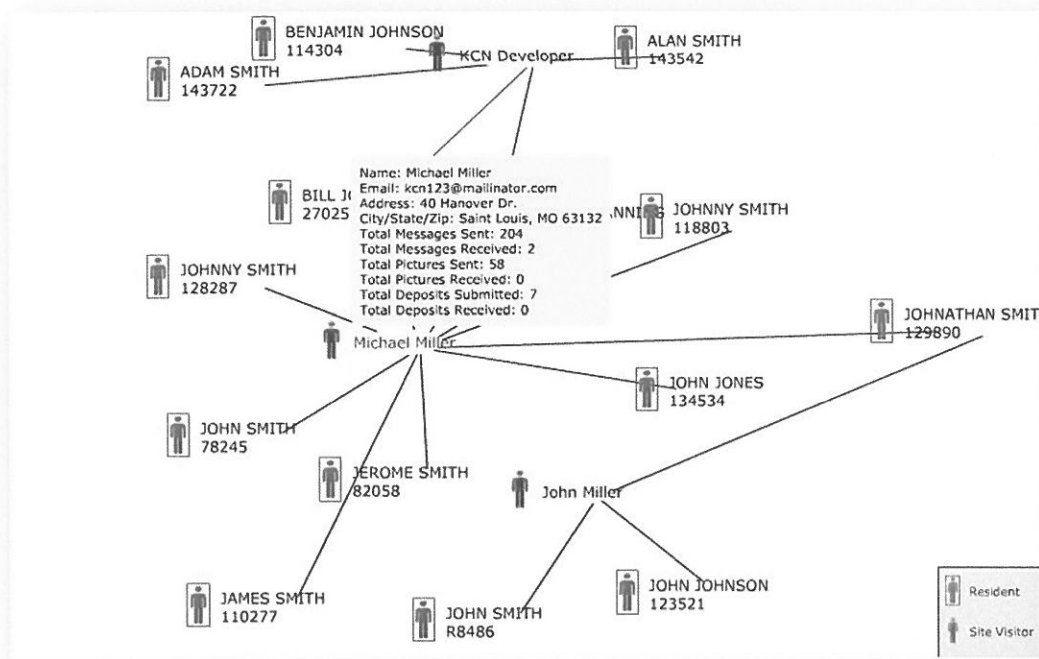 BENJAMIN JOHNSON
114304
KCN Developer
ALAN SMITH
143542
ADAM SMITH
143722
Name: Michael Miller
Email: kcn123@mailinator.com
Address: 40 Hanover Dr.
City/State/Zip: Saint Louis, MO 63132
Total Messages Sent: 204
Total Messages Received: 2
Total Pictures Sent: 58
Total Pictures Received: 0
Total Deposits Submitted: 7
Total Deposits Received: 0
BILL
27025
JOHNNY SMITH
118803
JOHNNY SMITH
128287
JOHNATHAN SMIT
129890
Michael Miller
JOHN JONES
134534
JOHN SMITH
78245
JEROME SMITH
82058
John Miller
JAMES SMITH
110277
JOHN SMITH
R8486
JOHN JOHNSON
123521
Resident
Site Visitor